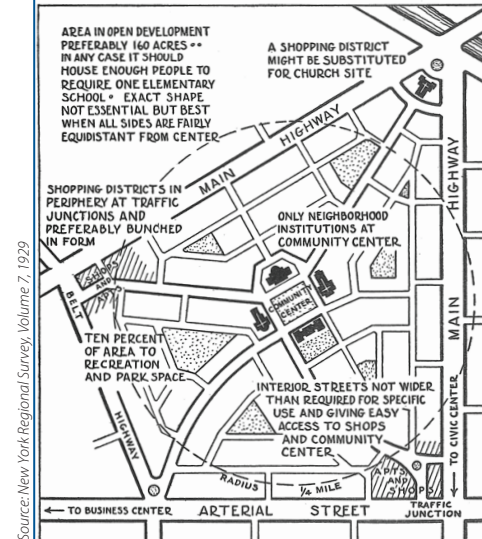 AREA IN OPEN DEVELOPMENT
PREFERABLY 160 ACRES • •
IN ANY CASE IT SHOULD
HOUSE ENOUGH PEOPLE TO
REQUIRE ONE ELEMENTARY
SCHOOL • EXACT SHAPE
NOT ESSENTIAL BUT BEST
WHEN ALL SIDES ARE FAIRLY
EQUIDISTANT FROM CENTER
A SHOPPING DISTRICT
MIGHT BE SUBSTITUTED
FOR CHURCH SITE
MAIN HIGHWAY
HIGHWAY
MAIN
SHOPPING DISTRICTS IN
PERIPHERY AT TRAFFIC
JUNCTIONS AND
PREFERABLY BUNCHED
IN FORM
ONLY NEIGHBORHOOD
INSTITUTIONS AT
COMMUNITY CENTER
SHOPS
AND
APTS
BELT
HIGHWAY
COMMUNITY
CENTER
TEN PERCENT
OF AREA TO
RECREATION
AND PARK SPACE
INTERIOR STREETS NOT WIDER
THAN REQUIRED FOR SPECIFIC
USE AND GIVING EASY
ACCESS TO SHOPS
AND COMMUNITY
CENTER
TO CIVIC CENTER
APTS
AND
SHOPS
RADIUS ¼ MILE
TO BUSINESS CENTER
ARTERIAL STREET
TRAFFIC
JUNCTION
Source: New York Regional Survey, Volume 7, 1929